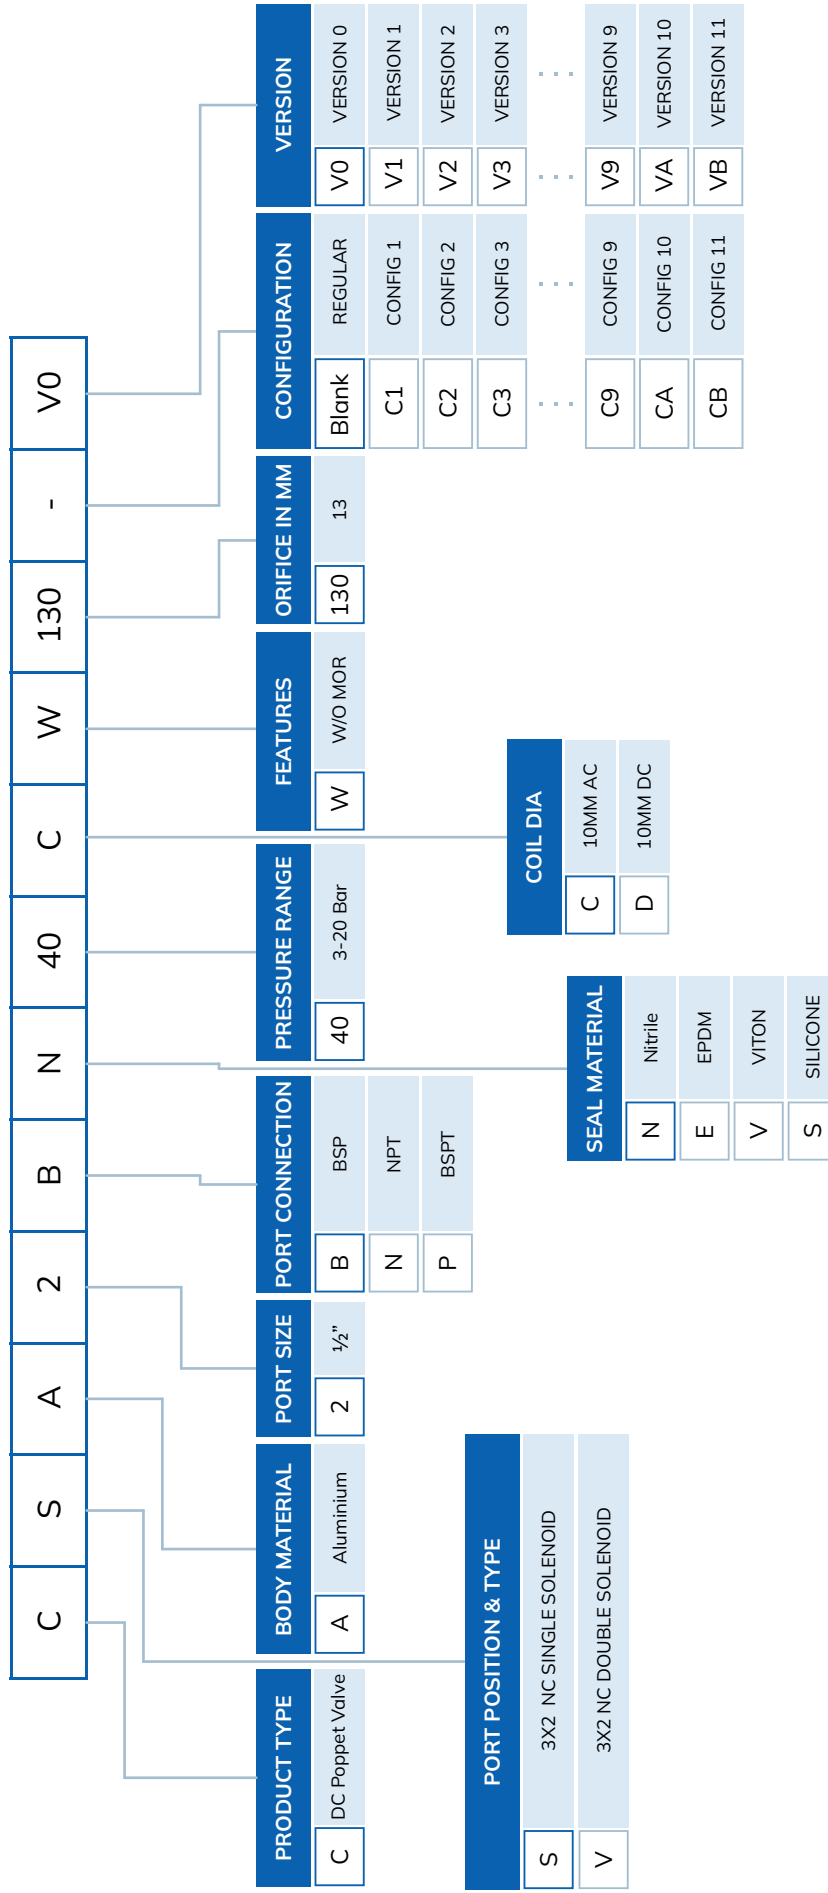 C S A 2 B N 40 C W 130 - V0
PRODUCT TYPE
C DC Poppet Valve
PORT POSITION & TYPE
S 3X2 NC SINGLE SOLENOID
V 3X2 NC DOUBLE SOLENOID
BODY MATERIAL
A Aluminium
PORT SIZE
2 ½”
PORT CONNECTION
B BSP
N NPT
P BSPT
SEAL MATERIAL
N Nitrile
E EPDM
V VITON
S SILICONE
PRESSURE RANGE
40 3-20 Bar
COIL DIA
C 10MM AC
D 10MM DC
FEATURES
W W/O MOR
ORIFICE IN MM
130 13
CONFIGURATION
Blank REGULAR
C1 CONFIG 1
C2 CONFIG 2
C3 CONFIG 3
... ...
C9 CONFIG 9
CA CONFIG 10
CB CONFIG 11
VERSION
V0 VERSION 0
V1 VERSION 1
V2 VERSION 2
V3 VERSION 3
... ...
V9 VERSION 9
VA VERSION 10
VB VERSION 11